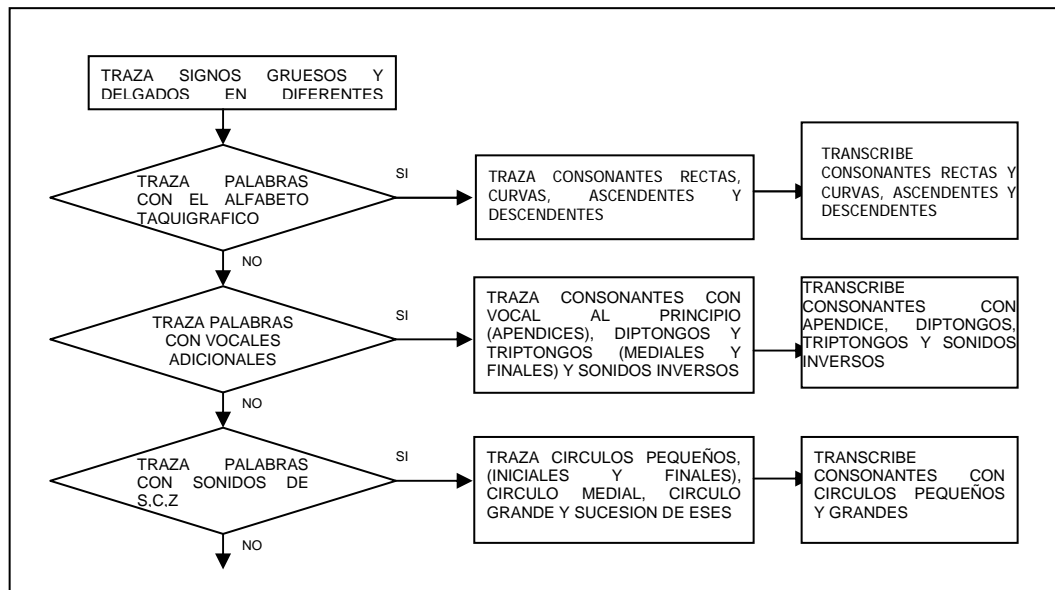 TRAZA SIGNOS GRUESOS Y
DELGADOS EN DIFERENTES
TRAZA PALABRAS
CON EL ALFABETO
TAQUIGRAFICO
SI
TRAZA CONSONANTES RECTAS,
CURVAS, ASCENDENTES Y
DESCENDENTES
TRANSCRIBE
CONSONANTES RECTAS Y
CURVAS, ASCENDENTES Y
DESCENDENTES
NO
TRAZA PALABRAS
CON VOCALES
ADICIONALES
SI
TRAZA CONSONANTES CON
VOCAL AL PRINCIPIO
(APENDICES), DIPTONGOS Y
TRIPTONGOS (MEDIALES Y
FINALES) Y SONIDOS INVERSOS
TRANSCRIBE
CONSONANTES CON
APENDICE, DIPTONGOS,
TRIPTONGOS Y SONIDOS
INVERSOS
NO
TRAZA PALABRAS
CON SONIDOS DE
S,C,Z
SI
TRAZA CIRCULOS PEQUEÑOS,
(INICIALES Y FINALES),
CIRCULO MEDIAL, CIRCULO
GRANDE Y SUCESION DE ESES
TRANSCRIBE
CONSONANTES CON
CIRCULOS PEQUEÑOS
Y GRANDES
NO